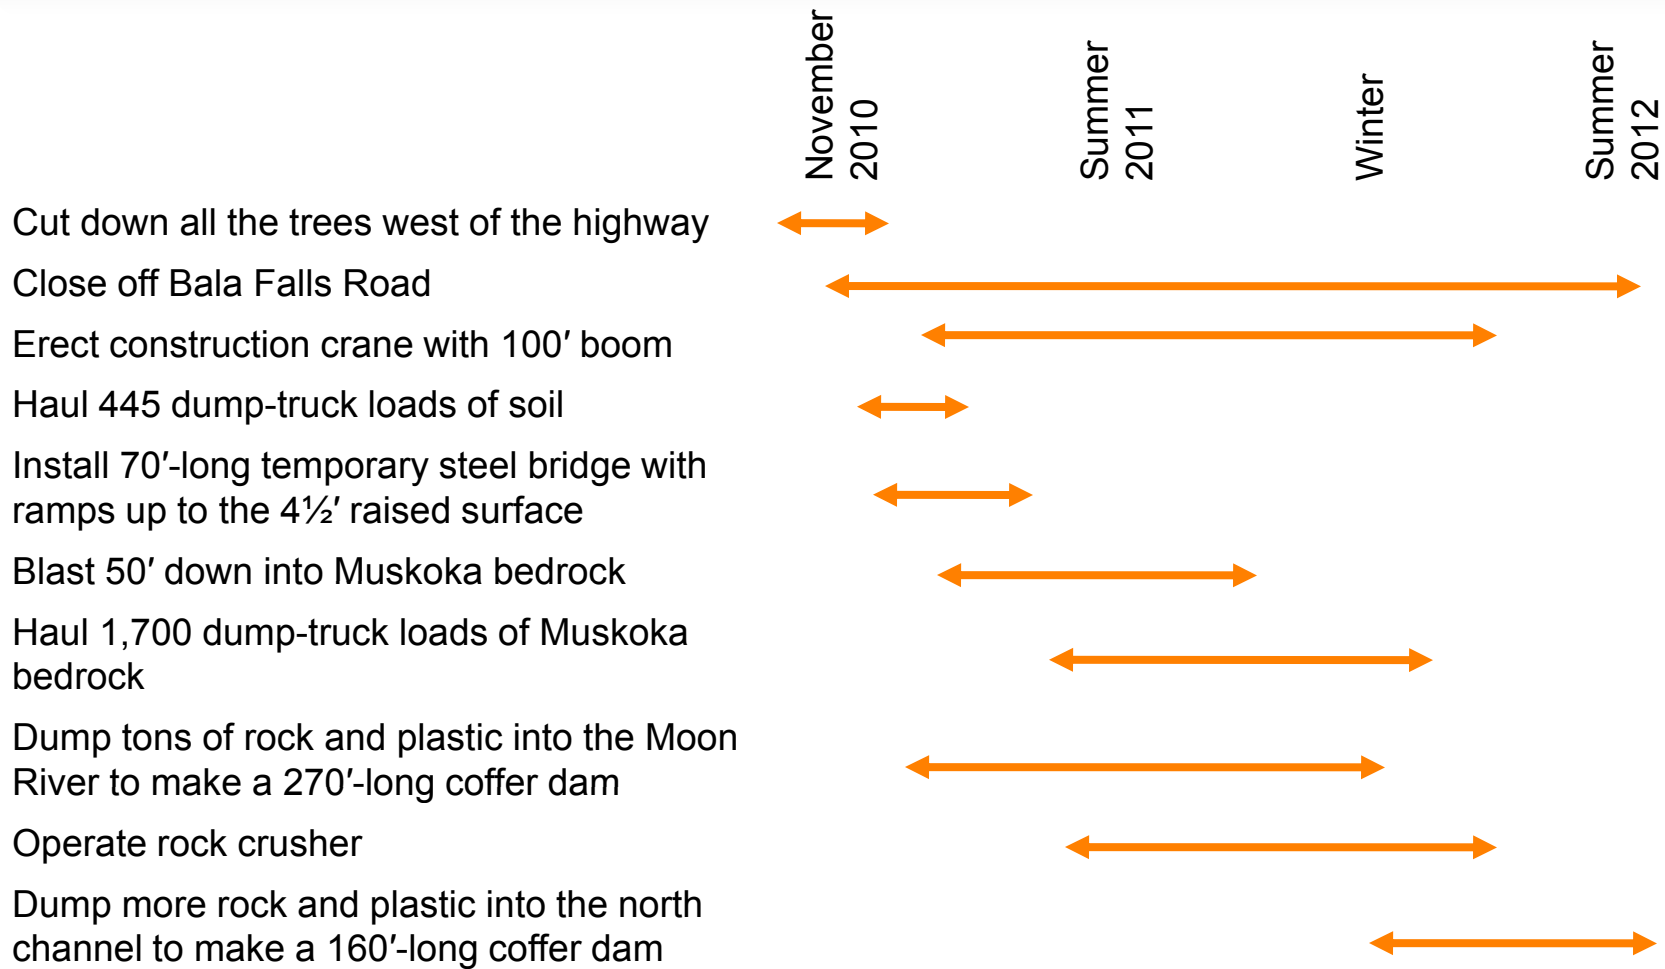 November
2010
Summer
2011
Winter
Summer
2012
Cut down all the trees west of the highway
Close off Bala Falls Road
Erect construction crane with 100′ boom
Haul 445 dump-truck loads of soil
Install 70′-long temporary steel bridge with
ramps up to the 4½′ raised surface
Blast 50′ down into Muskoka bedrock
Haul 1,700 dump-truck loads of Muskoka
bedrock
Dump tons of rock and plastic into the Moon
River to make a 270′-long coffer dam
Operate rock crusher
Dump more rock and plastic into the north
channel to make a 160′-long coffer dam